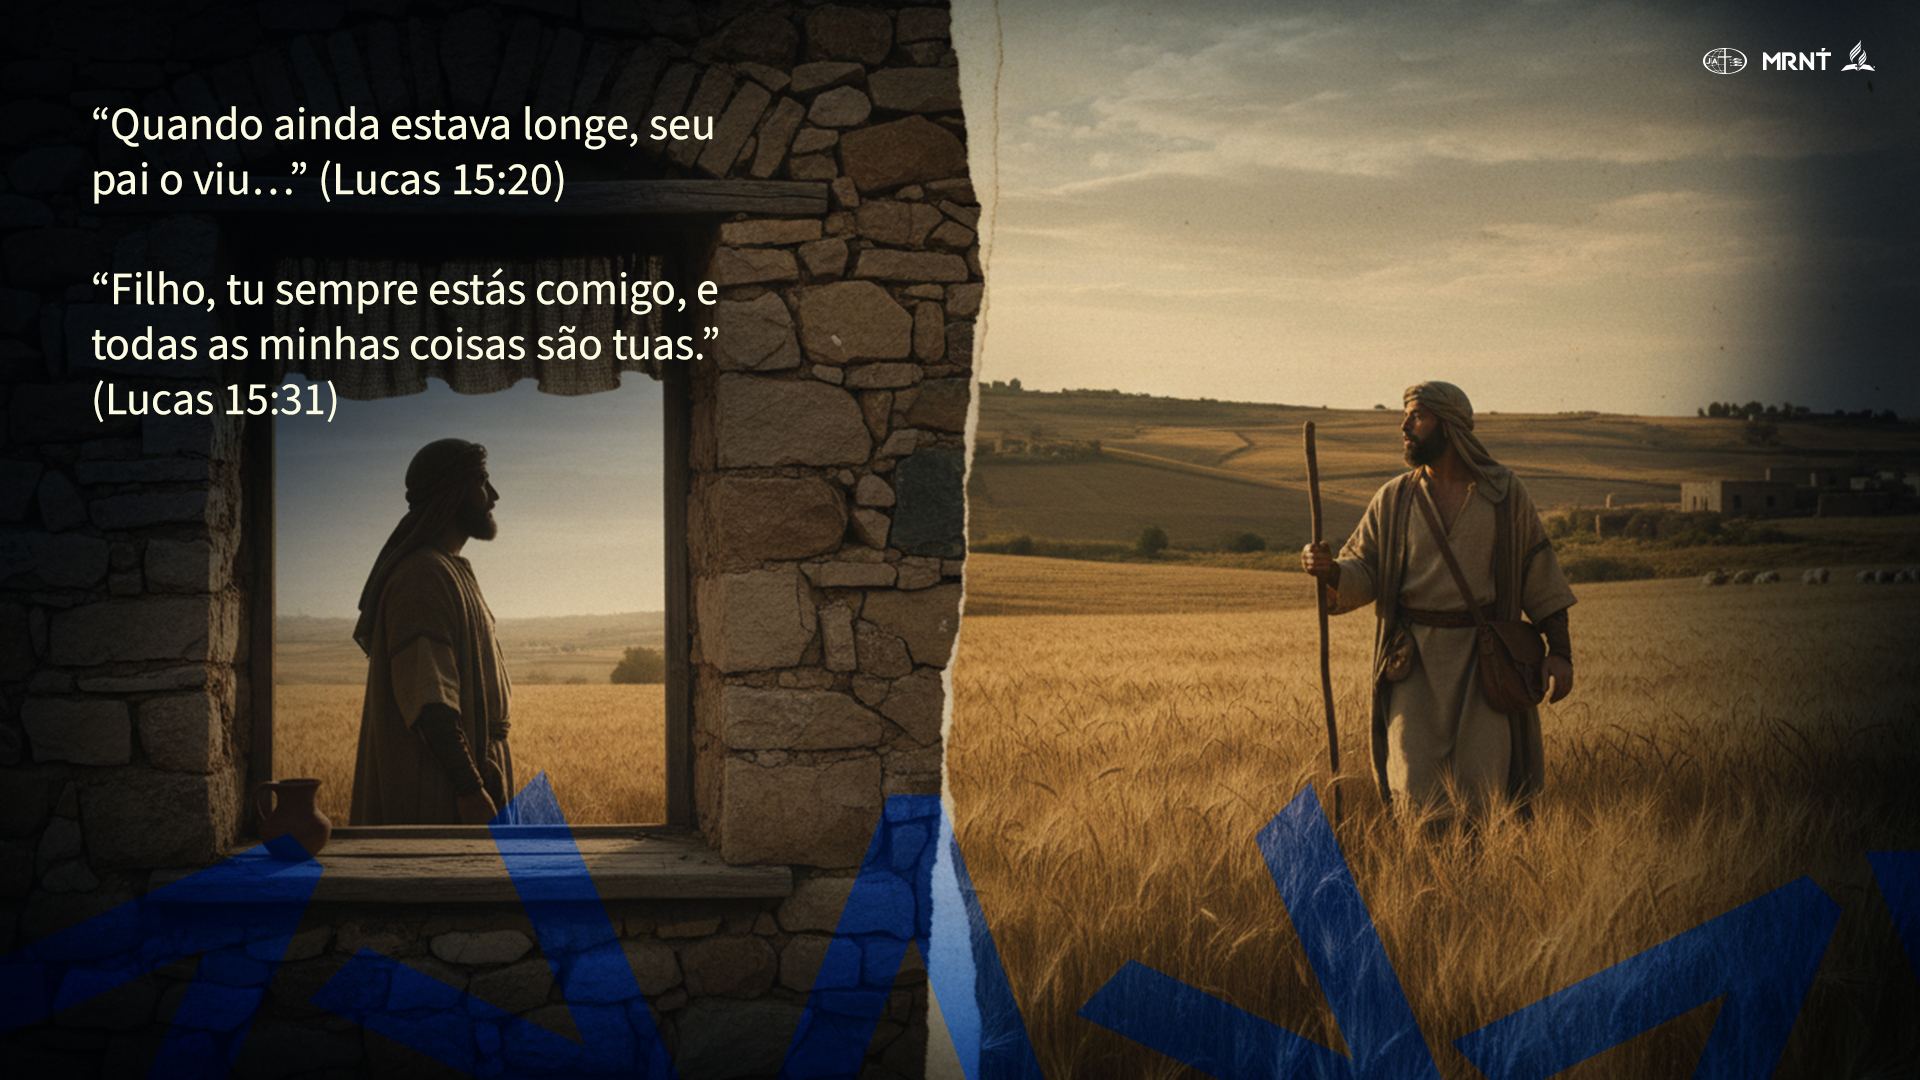 “Quando ainda estava longe, seu
pai o viu…” (Lucas 15:20)
“Filho, tu sempre estás comigo, e
todas as minhas coisas são tuas.”
(Lucas 15:31)
JA MRNT